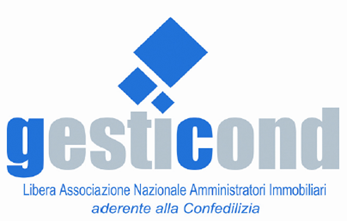 gesticond
Libera Associazione Nazionale Amministratori Immobiliari
aderente alla Confedilizia